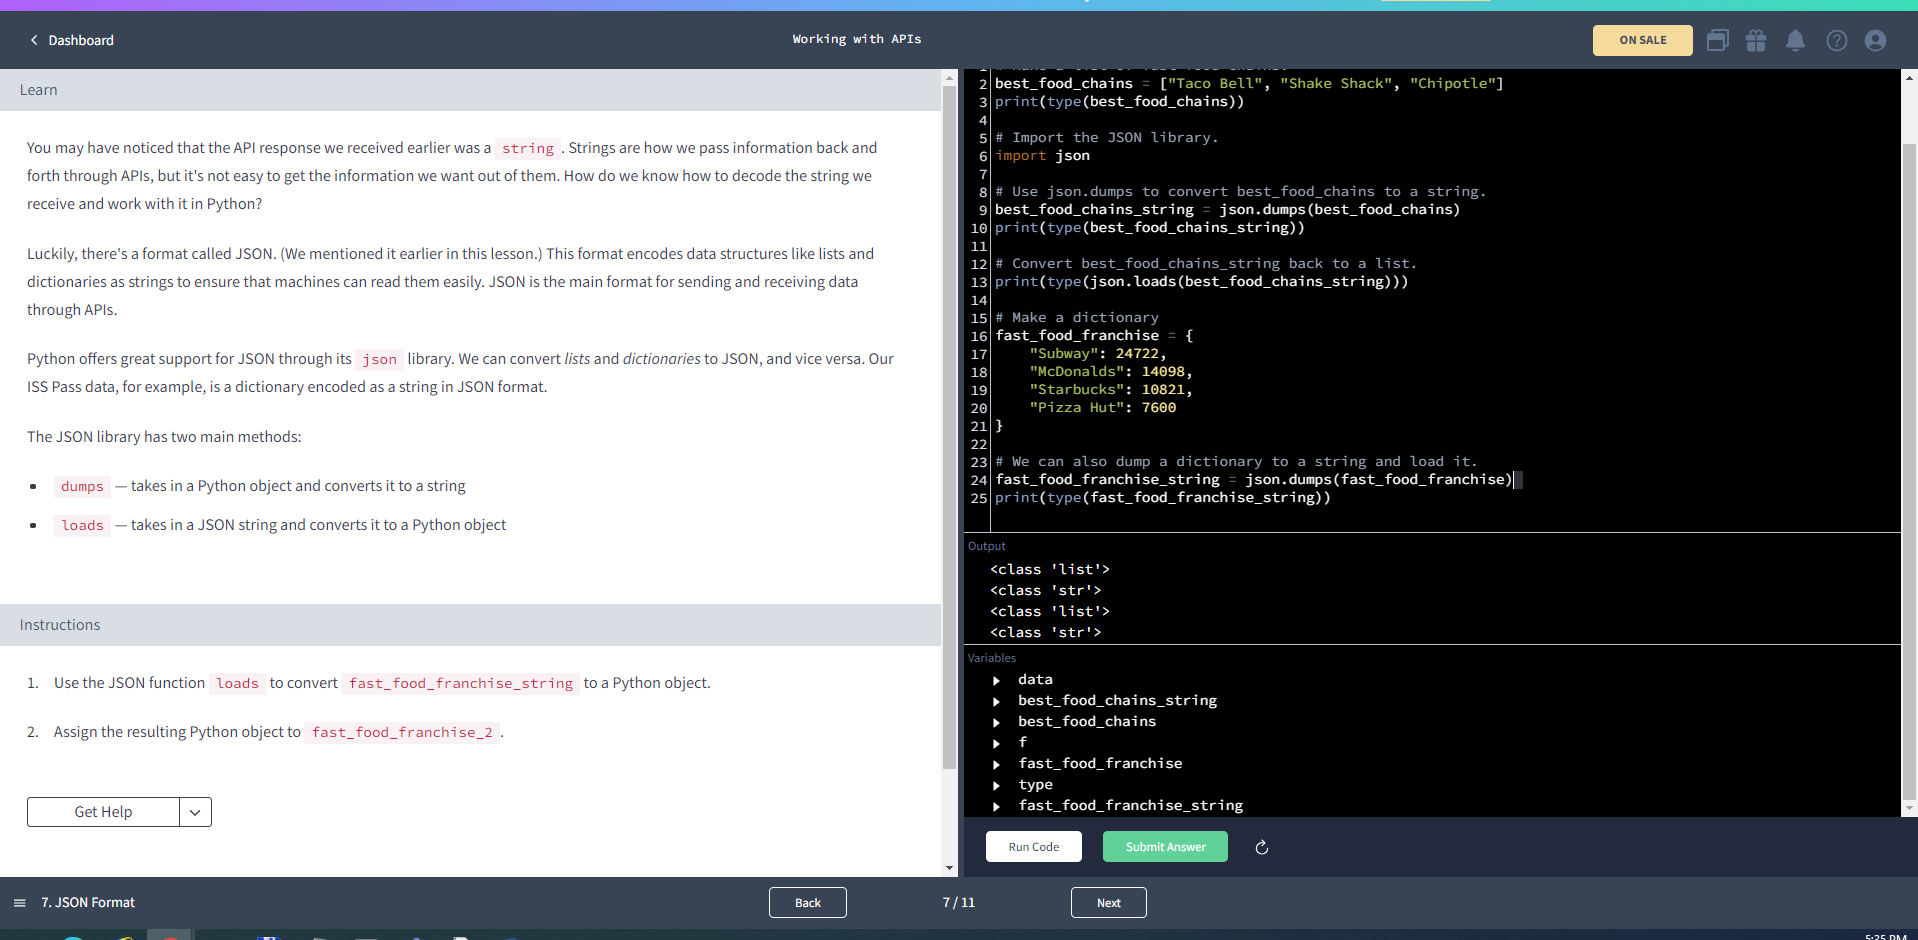 Dashboard
Working with APIs
ON SALE
Learn
You may have noticed that the API response we received earlier was a string . Strings are how we pass information back and
forth through APIs, but it's not easy to get the information we want out of them. How do we know how to decode the string we
receive and work with it in Python?
Luckily, there's a format called JSON. (We mentioned it earlier in this lesson.) This format encodes data structures like lists and
dictionaries as strings to ensure that machines can read them easily. JSON is the main format for sending and receiving data
through APIs.
Python offers great support for JSON through its json library. We can convert lists and dictionaries to JSON, and vice versa. Our
ISS Pass data, for example, is a dictionary encoded as a string in JSON format.
The JSON library has two main methods:
• dumps — takes in a Python object and converts it to a string
• loads — takes in a JSON string and converts it to a Python object
Instructions
1. Use the JSON function loads to convert fast_food_franchise_string to a Python object.
2. Assign the resulting Python object to fast_food_franchise_2 .
Get Help
2 best_food_chains = ["Taco Bell", "Shake Shack", "Chipotle"]
3 print(type(best_food_chains))
4
5 # Import the JSON library.
6 import json
7
8 # Use json.dumps to convert best_food_chains to a string.
9 best_food_chains_string = json.dumps(best_food_chains)
10 print(type(best_food_chains_string))
11
12 # Convert best_food_chains_string back to a list.
13 print(type(json.loads(best_food_chains_string)))
14
15 # Make a dictionary
16 fast_food_franchise = {
17 "Subway": 24722,
18 "McDonalds": 14098,
19 "Starbucks": 10821,
20 "Pizza Hut": 7600
21 }
22
23 # We can also dump a dictionary to a string and load it.
24 fast_food_franchise_string = json.dumps(fast_food_franchise)
25 print(type(fast_food_franchise_string))
Output
<class 'list'>
<class 'str'>
<class 'list'>
<class 'str'>
Variables
data
best_food_chains_string
best_food_chains
f
fast_food_franchise
type
fast_food_franchise_string
Run Code
Submit Answer
7. JSON Format
Back
7 / 11
Next
5:25 PM